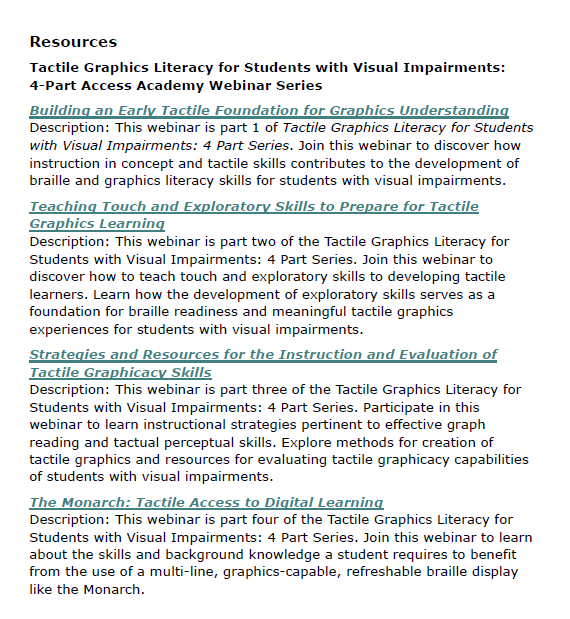 Resources
Tactile Graphics Literacy for Students with Visual Impairments:
4-Part Access Academy Webinar Series
Building an Early Tactile Foundation for Graphics Understanding
Description: This webinar is part 1 of Tactile Graphics Literacy for Students
with Visual Impairments: 4 Part Series. Join this webinar to discover how
instruction in concept and tactile skills contributes to the development of
braille and graphics literacy skills for students with visual impairments.
Teaching Touch and Exploratory Skills to Prepare for Tactile
Graphics Learning
Description: This webinar is part two of the Tactile Graphics Literacy for
Students with Visual Impairments: 4 Part Series. Join this webinar to
discover how to teach touch and exploratory skills to developing tactile
learners. Learn how the development of exploratory skills serves as a
foundation for braille readiness and meaningful tactile graphics
experiences for students with visual impairments.
Strategies and Resources for the Instruction and Evaluation of
Tactile Graphicacy Skills
Description: This webinar is part three of the Tactile Graphics Literacy for
Students with Visual Impairments: 4 Part Series. Participate in this
webinar to learn instructional strategies pertinent to effective graph
reading and tactual perceptual skills. Explore methods for creation of
tactile graphics and resources for evaluating tactile graphicacy capabilities
of students with visual impairments.
The Monarch: Tactile Access to Digital Learning
Description: This webinar is part four of the Tactile Graphics Literacy for
Students with Visual Impairments: 4 Part Series. Join this webinar to learn
about the skills and background knowledge a student requires to benefit
from the use of a multi-line, graphics-capable, refreshable braille display
like the Monarch.